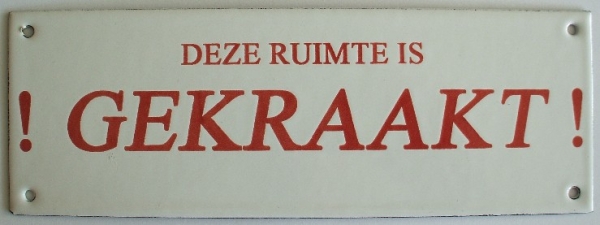 DEZE RUIMTE IS
! GEKRAAKT !